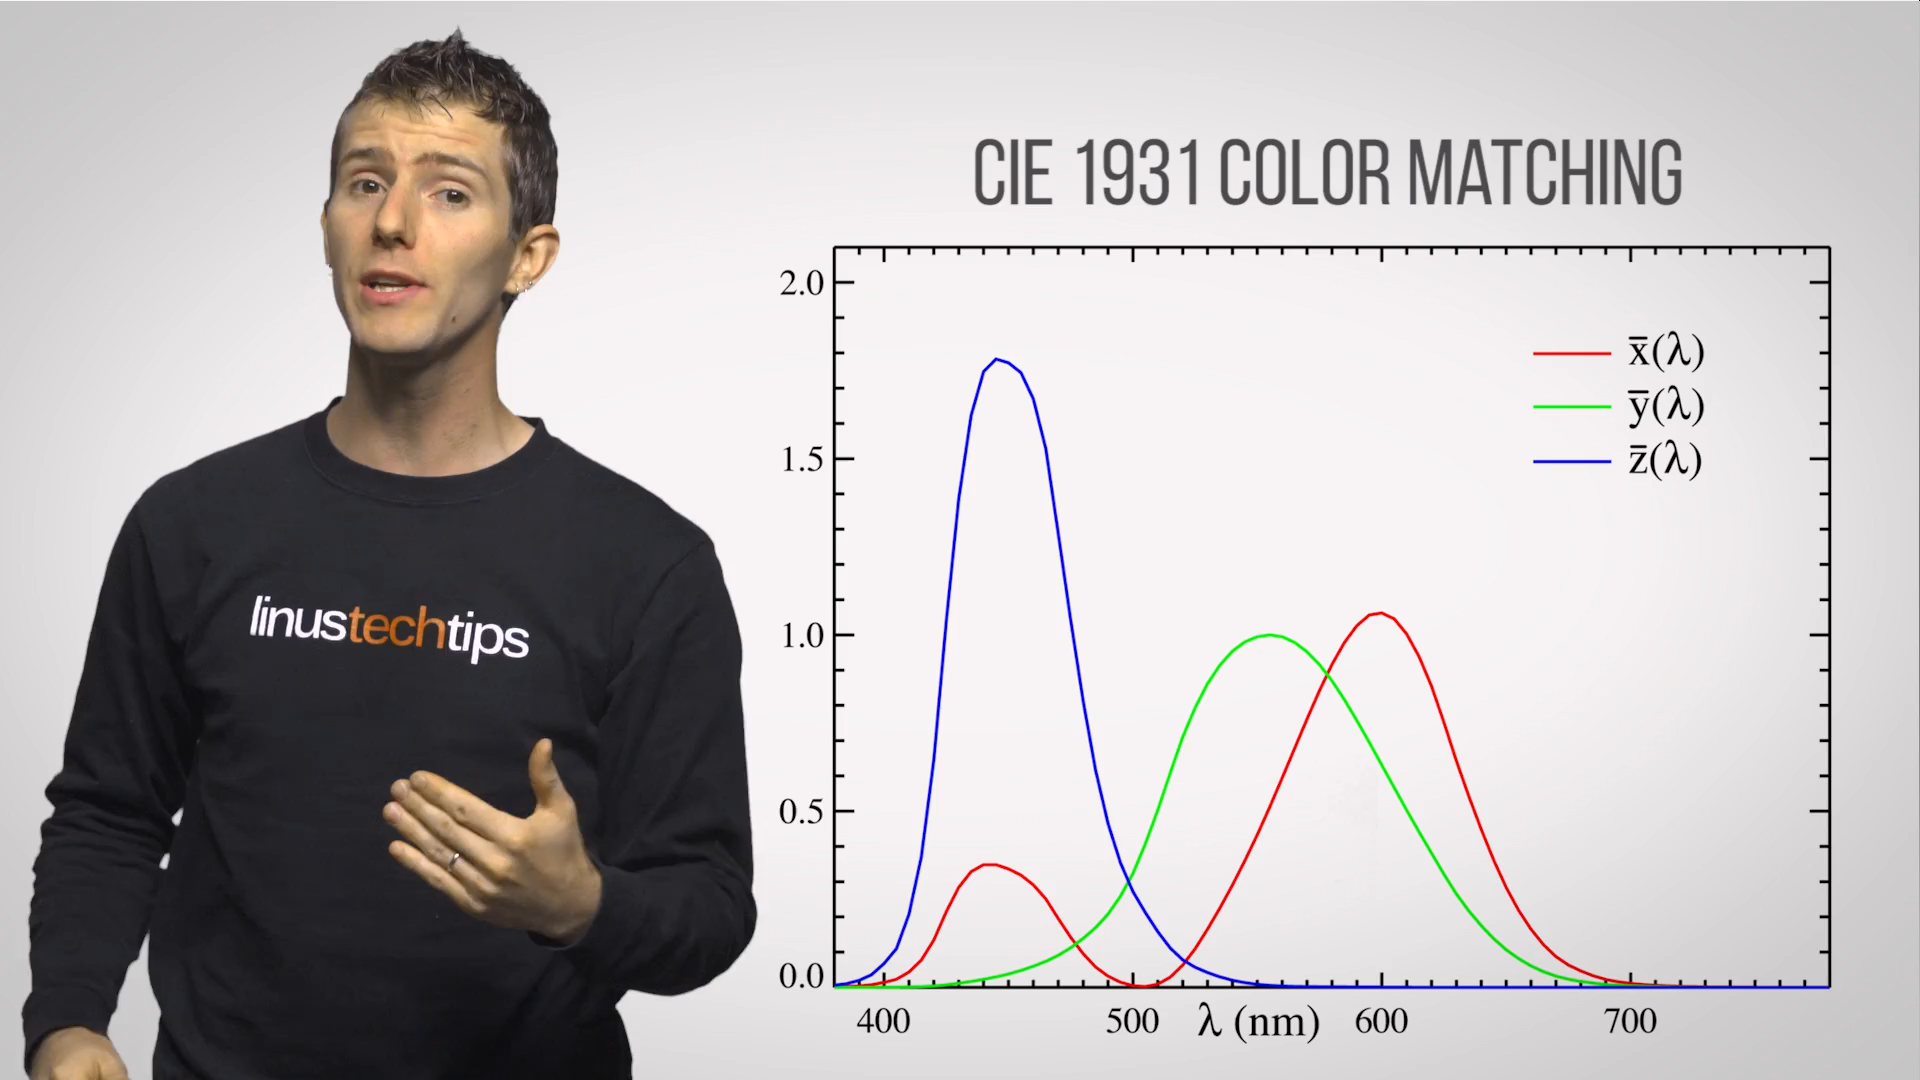 CIE 1931 COLOR MATCHING
2.0
x̄(λ)
ȳ(λ)
1.5
z̄(λ)
linustechtips
1.0
0.5
0.0
400 500 λ (nm) 600 700